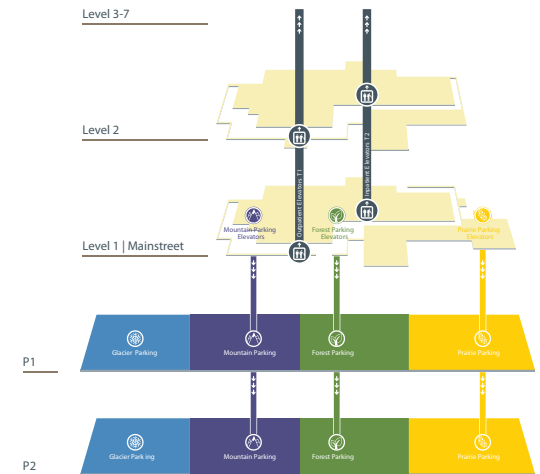 Level 3-7
Level 2
Outpatient Elevators T1
Inpatient Elevators T2
Mountain Parking
Elevators
Forest Parking
Elevators
Prairie Parking
Elevators
Level 1 | Mainstreet
Glacier Parking
Mountain Parking
Forest Parking
Prairie Parking
P1
Glacier Parking
Mountain Parking
Forest Parking
Prairie Parking
P2